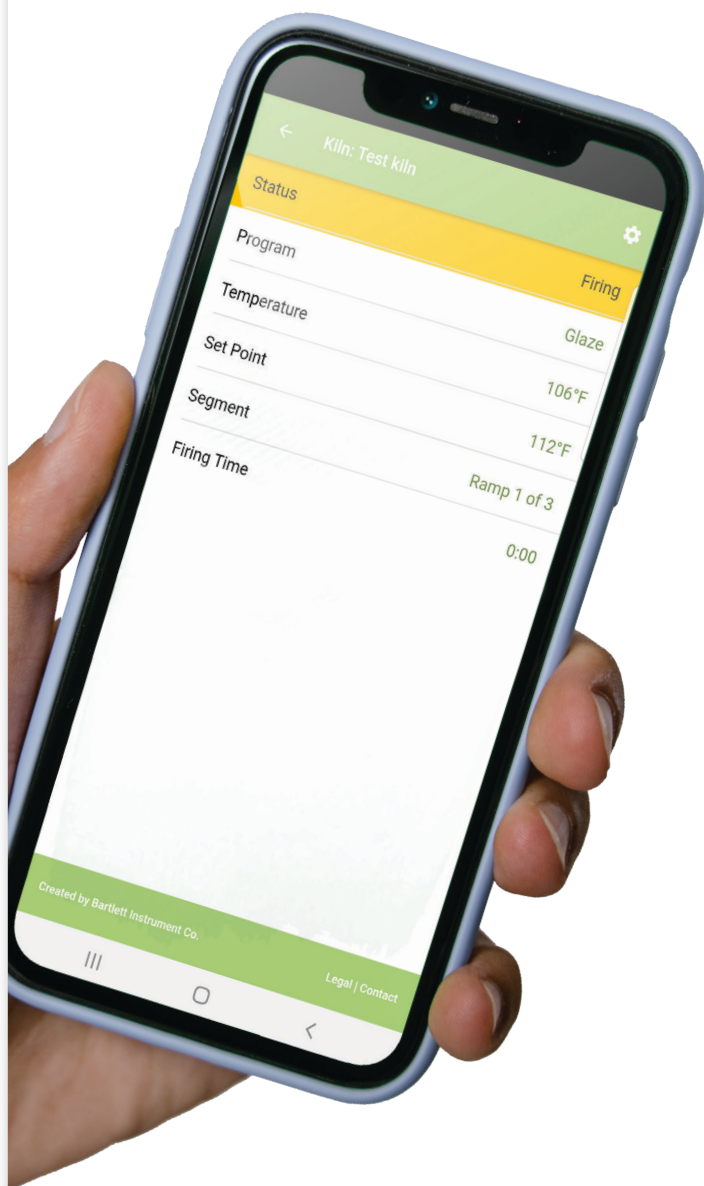 Kiln: Test kiln
Status Firing
Program Glaze
Temperature 106°F
Set Point 112°F
Segment Ramp 1 of 3
Firing Time 0:00
Created by Bartlett Instrument Co. Legal | Contact